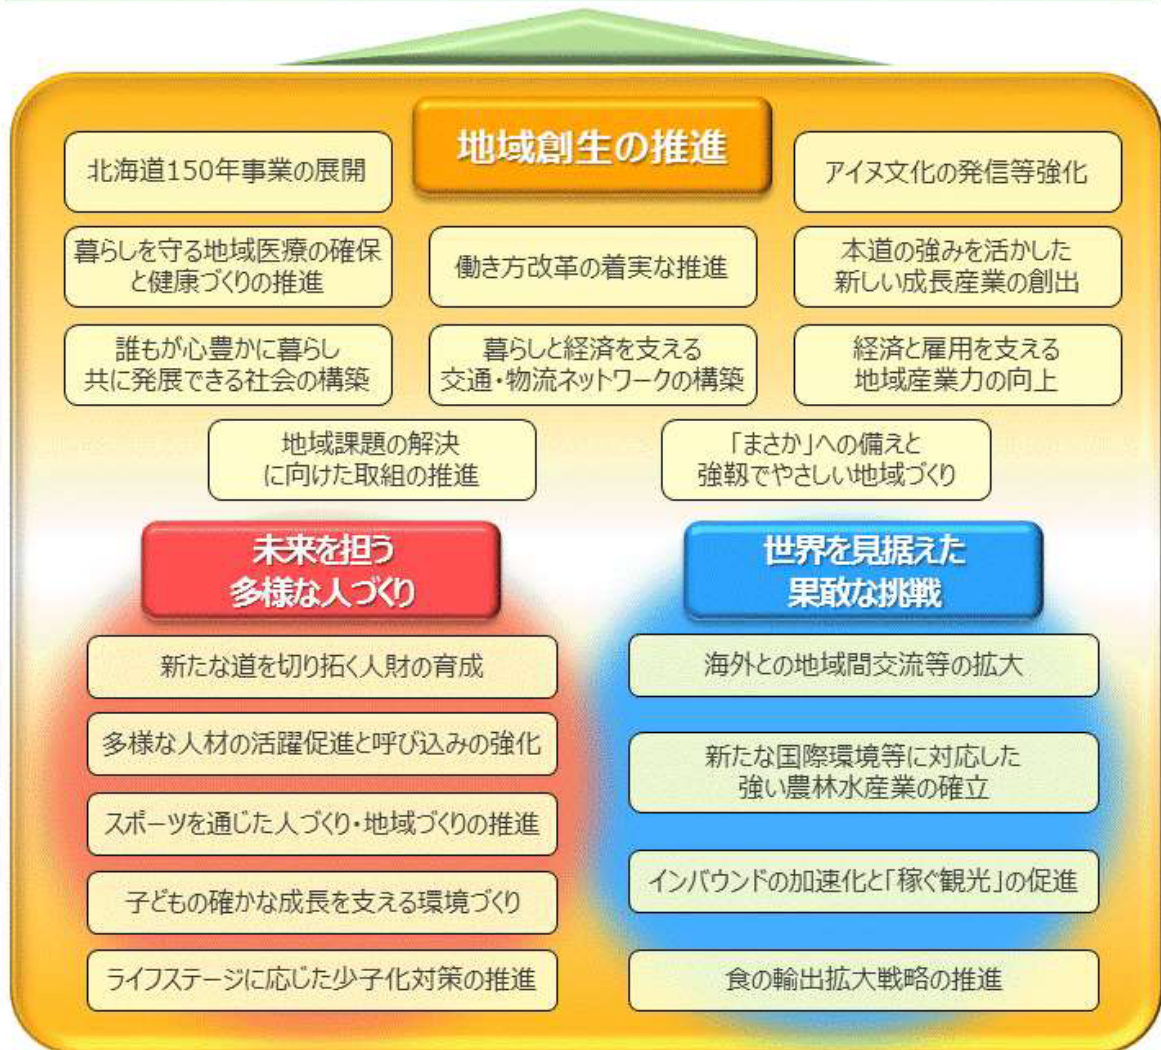 地域創生の推進
北海道150年事業の展開
アイヌ文化の発信等強化
暮らしを守る地域医療の確保
と健康づくりの推進
働き方改革の着実な推進
本道の強みを活かした
新しい成長産業の創出
誰もが心豊かに暮らし
共に発展できる社会の構築
暮らしと経済を支える
交通・物流ネットワークの構築
経済と雇用を支える
地域産業力の向上
地域課題の解決
に向けた取組の推進
「まさか」への備えと
強靱でやさしい地域づくり
未来を担う
多様な人づくり
新たな道を切り拓く人財の育成
多様な人材の活躍促進と呼び込みの強化
スポーツを通じた人づくり・地域づくりの推進
子どもの確かな成長を支える環境づくり
ライフステージに応じた少子化対策の推進
世界を見据えた
果敢な挑戦
海外との地域間交流等の拡大
新たな国際環境等に対応した
強い農林水産業の確立
インバウンドの加速化と「稼ぐ観光」の促進
食の輸出拡大戦略の推進